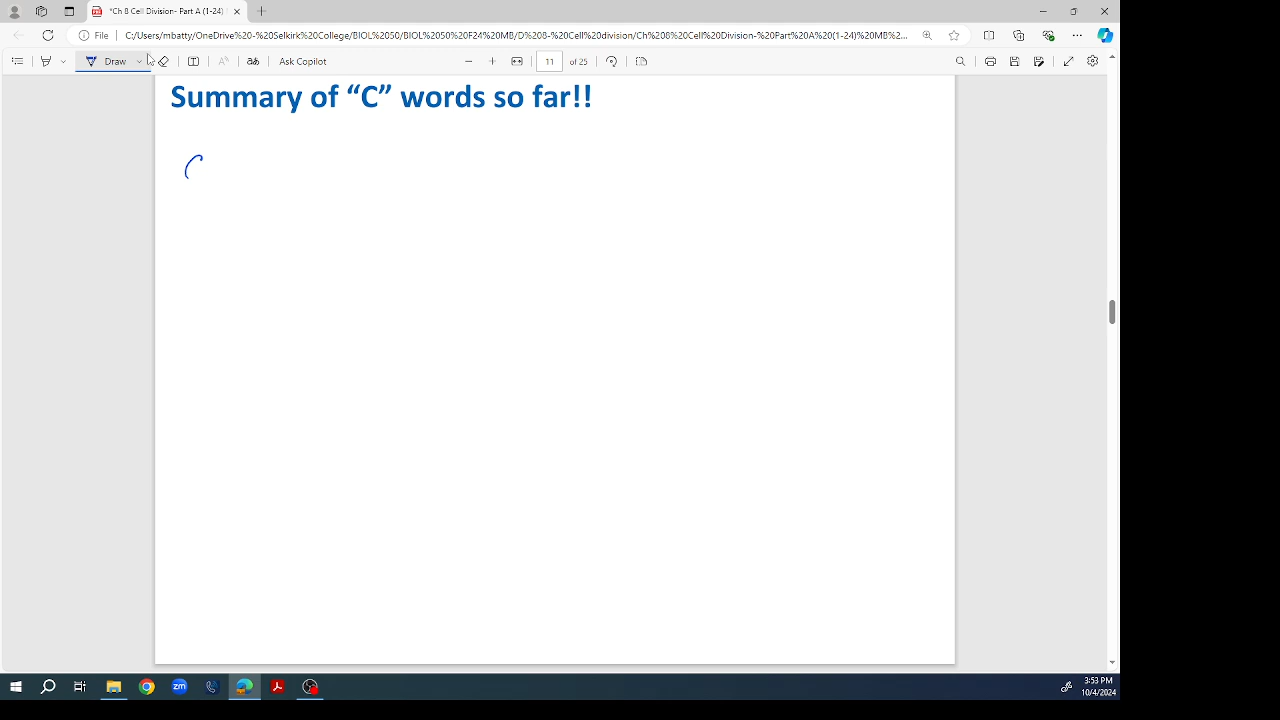 *Ch 8 Cell Division- Part A (1-24)
File
C:/Users/mbatty/OneDrive%20-%20Selkirk%20College/BIOL%2050/BIOL%2050%20F24%20MB/D%208-%20Cell%20division/Ch%208%20Cell%20Division-%20Part%20A%20(1-24)%20MB%2...
Draw
Ask Copilot
11 of 25
Summary of “C” words so far!!
C
3:53 PM
10/4/2024